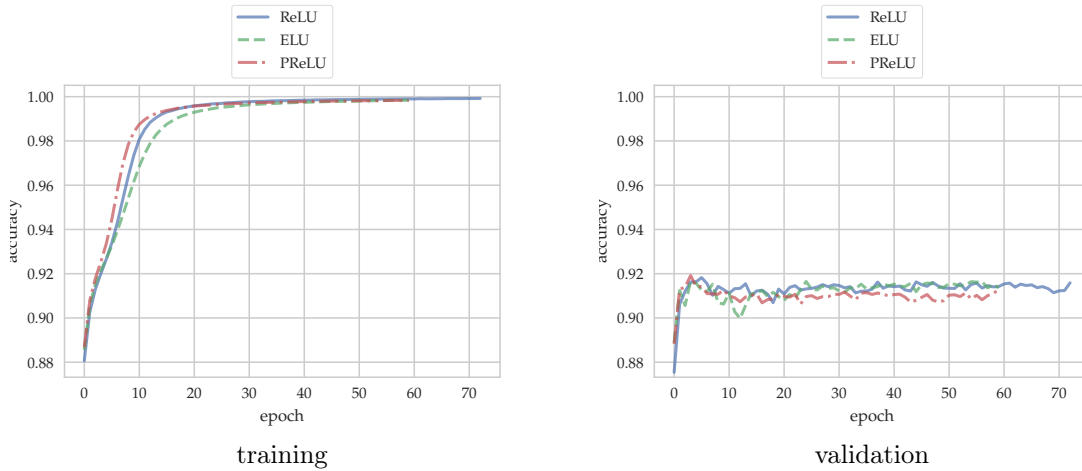 ReLU
ELU
PReLU
1.00
0.98
0.96
0.94
0.92
0.90
0.88
accuracy
0 10 20 30 40 50 60 70
epoch
training
ReLU
ELU
PReLU
1.00
0.98
0.96
0.94
0.92
0.90
0.88
accuracy
0 10 20 30 40 50 60 70
epoch
validation